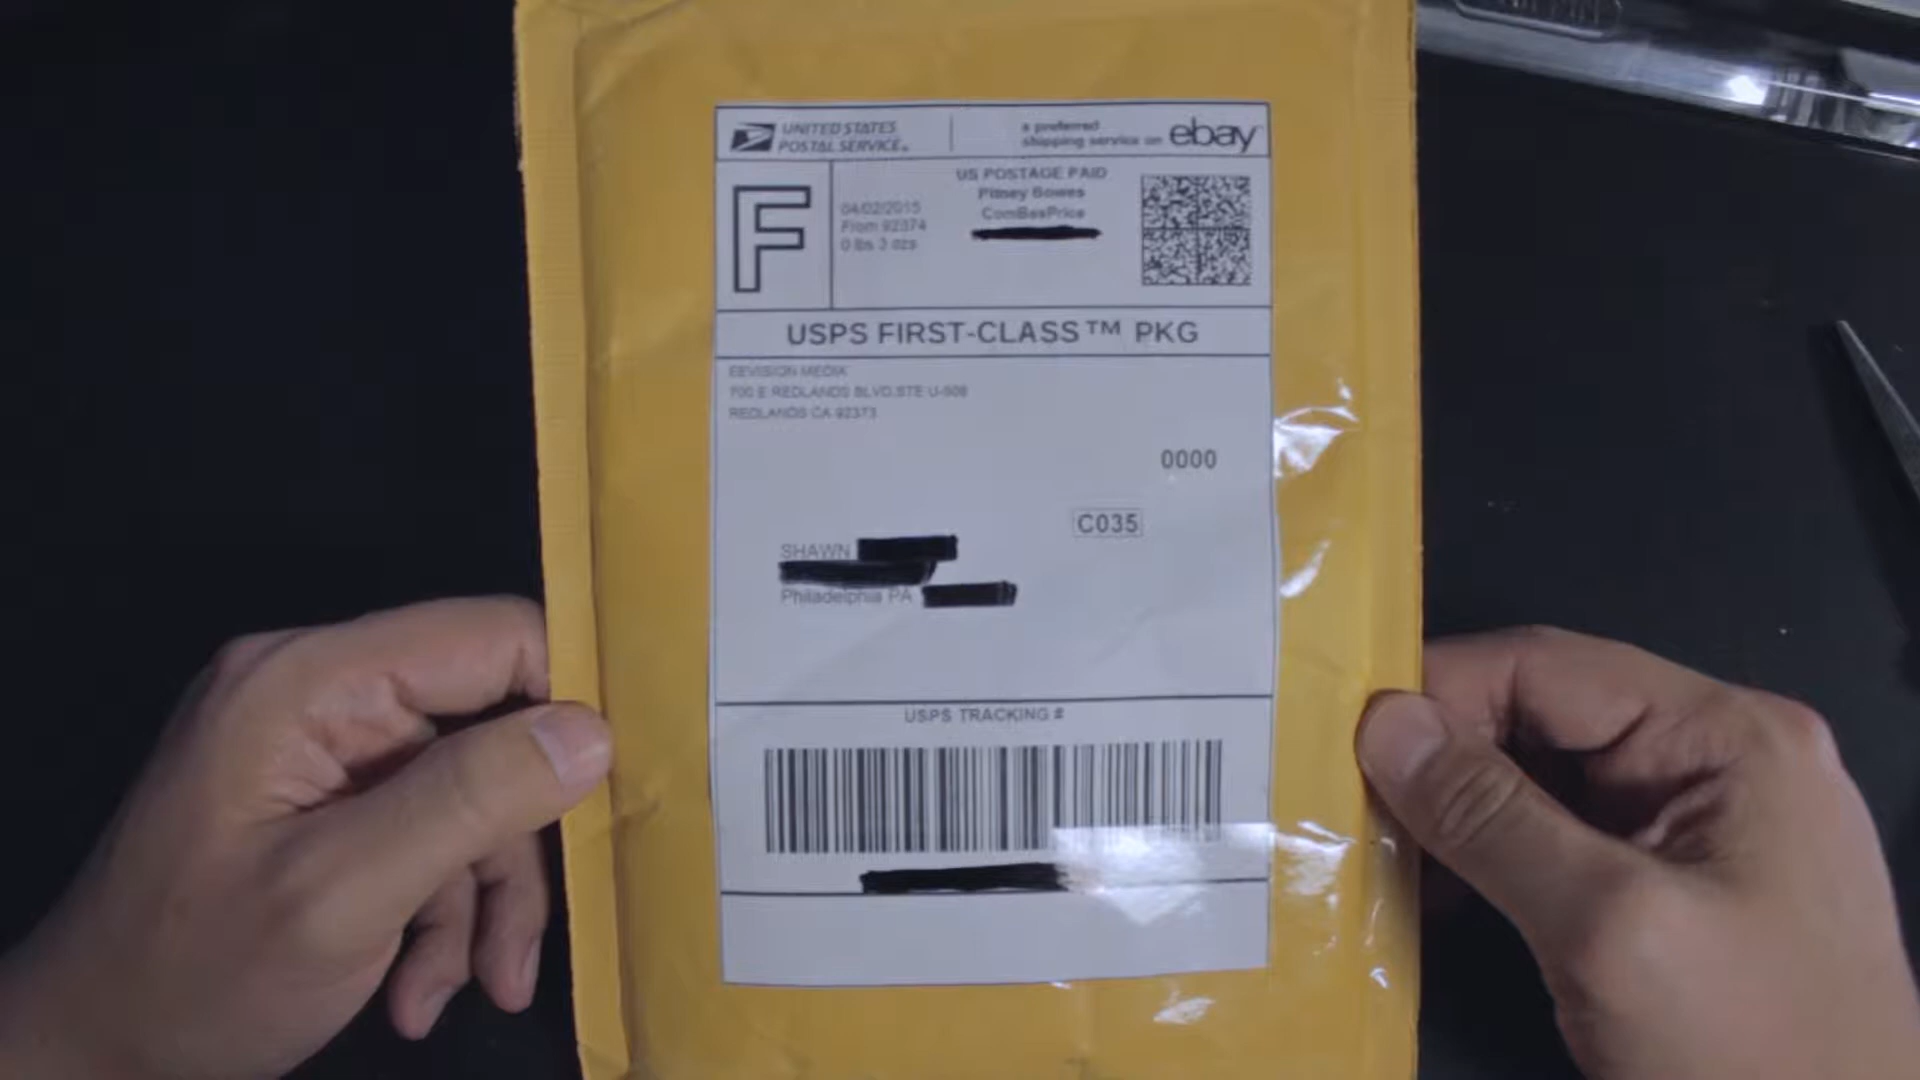 UNITED STATES
POSTAL SERVICE®
a preferred
shipping service on ebay
F
04/02/2015
From 92374
0 lbs 3 ozs
US POSTAGE PAID
Pitney Bowes
ComBasPrice
USPS FIRST-CLASS™ PKG
EEVISION MEDIA
700 E REDLANDS BLVD,STE U-508
REDLANDS CA 92373
0000
C035
SHAWN
Philadelphia PA
USPS TRACKING #